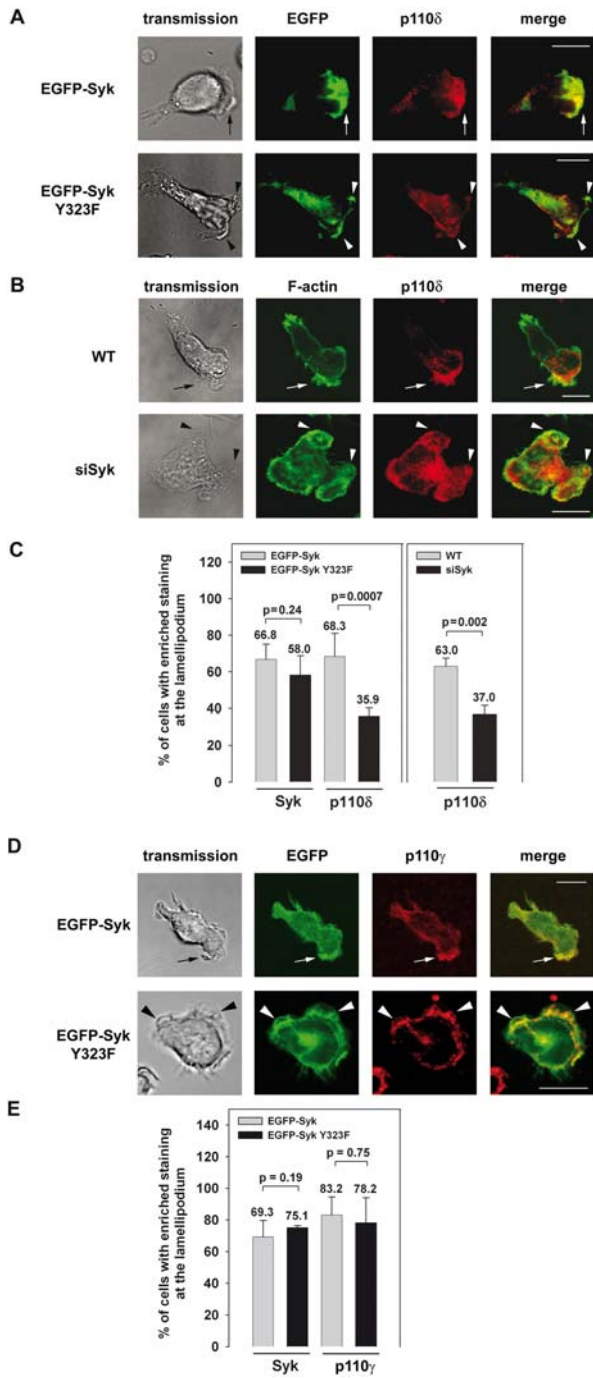 A
transmission EGFP p110δ merge
EGFP-Syk
EGFP-Syk
Y323F
B
transmission F-actin p110δ merge
WT
siSyk
C
% of cells with enriched staining
at the lamellipodium
120
100
80
60
40
20
0
EGFP-Syk
EGFP-Syk Y323F
p=0.24
p=0.0007
66.8
58.0
68.3
35.9
Syk p110δ
WT
siSyk
p=0.002
63.0
37.0
p110δ
D
transmission EGFP p110γ merge
EGFP-Syk
EGFP-Syk
Y323F
E
% of cells with enriched staining
at the lamellipodium
140
120
100
80
60
40
20
0
EGFP-Syk
EGFP-Syk Y323F
p = 0.19
p = 0.75
69.3
75.1
83.2
78.2
Syk p110γ